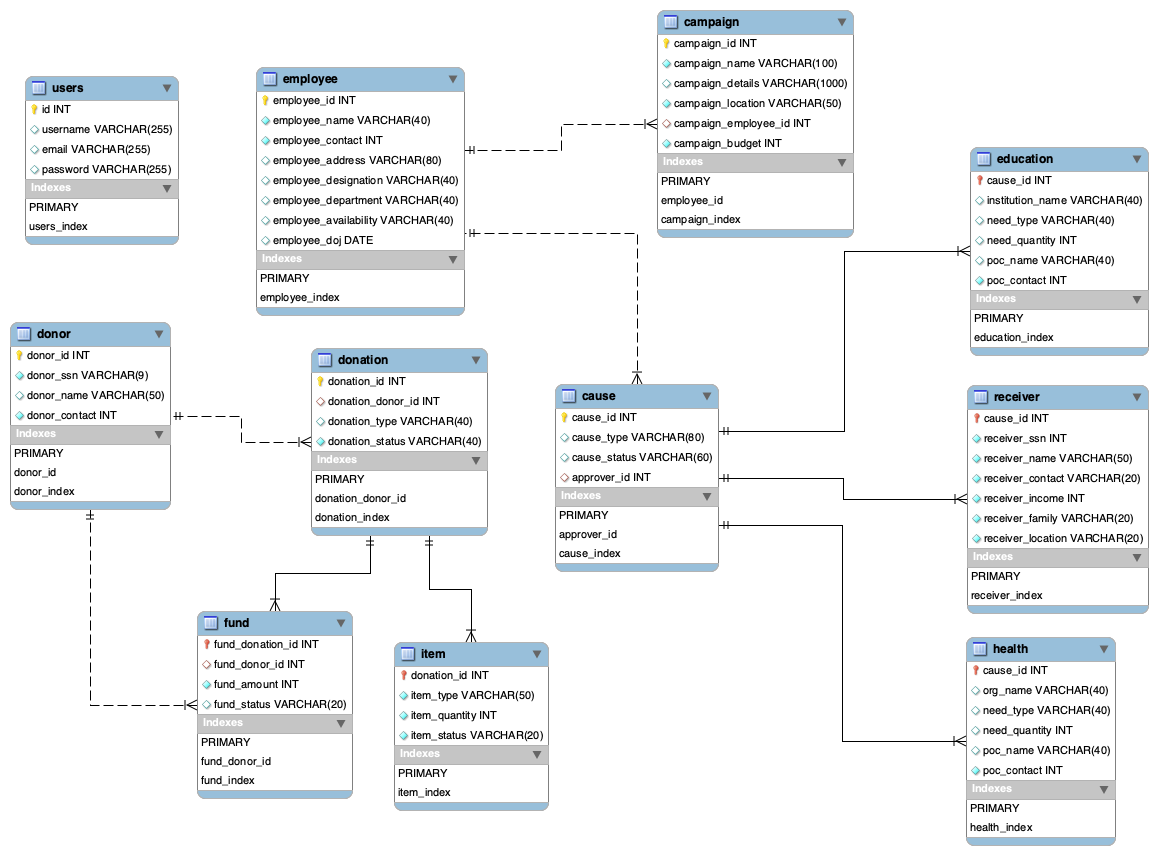 users
id INT
username VARCHAR(255)
email VARCHAR(255)
password VARCHAR(255)
Indexes
PRIMARY
users_index
employee
employee_id INT
employee_name VARCHAR(40)
employee_contact INT
employee_address VARCHAR(80)
employee_designation VARCHAR(40)
employee_department VARCHAR(40)
employee_availability VARCHAR(40)
employee_doj DATE
Indexes
PRIMARY
employee_index
campaign
campaign_id INT
campaign_name VARCHAR(100)
campaign_details VARCHAR(1000)
campaign_location VARCHAR(50)
campaign_employee_id INT
campaign_budget INT
Indexes
PRIMARY
employee_id
campaign_index
education
cause_id INT
institution_name VARCHAR(40)
need_type VARCHAR(40)
need_quantity INT
poc_name VARCHAR(40)
poc_contact INT
Indexes
PRIMARY
education_index
donor
donor_id INT
donor_ssn VARCHAR(9)
donor_name VARCHAR(50)
donor_contact INT
Indexes
PRIMARY
donor_id
donor_index
donation
donation_id INT
donation_donor_id INT
donation_type VARCHAR(40)
donation_status VARCHAR(40)
Indexes
PRIMARY
donation_donor_id
donation_index
cause
cause_id INT
cause_type VARCHAR(80)
cause_status VARCHAR(60)
approver_id INT
Indexes
PRIMARY
approver_id
cause_index
receiver
cause_id INT
receiver_ssn INT
receiver_name VARCHAR(50)
receiver_contact VARCHAR(20)
receiver_income INT
receiver_family VARCHAR(20)
receiver_location VARCHAR(20)
Indexes
PRIMARY
receiver_index
fund
fund_donation_id INT
fund_donor_id INT
fund_amount INT
fund_status VARCHAR(20)
Indexes
PRIMARY
fund_donor_id
fund_index
item
donation_id INT
item_type VARCHAR(50)
item_quantity INT
item_status VARCHAR(20)
Indexes
PRIMARY
item_index
health
cause_id INT
org_name VARCHAR(40)
need_type VARCHAR(40)
need_quantity INT
poc_name VARCHAR(40)
poc_contact INT
Indexes
PRIMARY
health_index